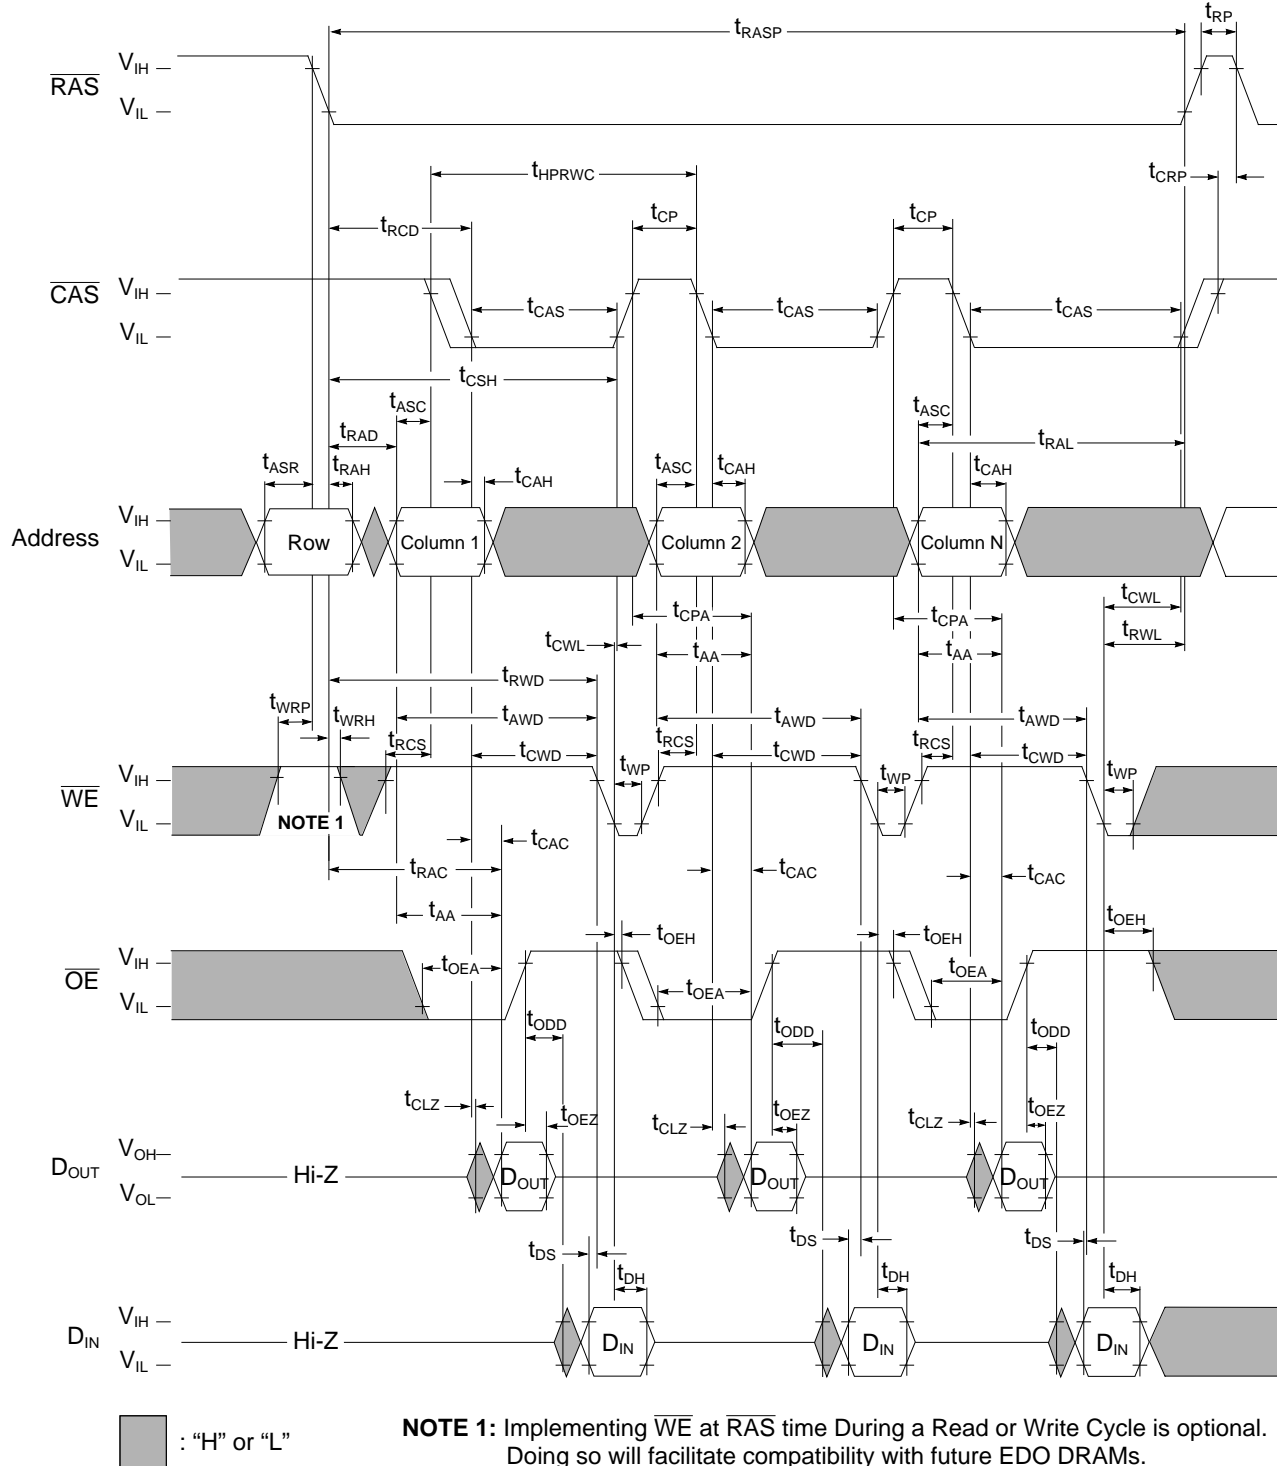 tRP
tRASP
RAS VIH
VIL
tHPRWC
tCRP
tRCD tCP tCP
CAS VIH
VIL
tCAS tCAS tCAS
tCSH
tASC tASC
tRAD tRAL
tASR tRAH tCAH tASC tCAH tCAH
Address VIH
VIL
Row Column 1 Column 2 Column N
tCWL
tCPA tCPA
tCWL tRWL
tAA tAA
tRWD
tWRP tWRH tAWD tAWD tAWD
tRCS tCWD tRCS tCWD tRCS tCWD
WE VIH
VIL
tWP tWP tWP
NOTE 1
tCAC
tRAC tCAC tCAC
tAA
tOEH tOEH tOEH
OE VIH
VIL
tOEA tOEA tOEA
tODD tODD tODD
tCLZ tOEZ tCLZ tOEZ tCLZ tOEZ
DOUT VOH
VOL
Hi-Z DOUT DOUT DOUT
tDS tDS tDS
tDH tDH tDH
DIN VIH
VIL
Hi-Z DIN DIN DIN
: “H” or “L”
NOTE 1: Implementing WE at RAS time During a Read or Write Cycle is optional.
Doing so will facilitate compatibility with future EDO DRAMs.